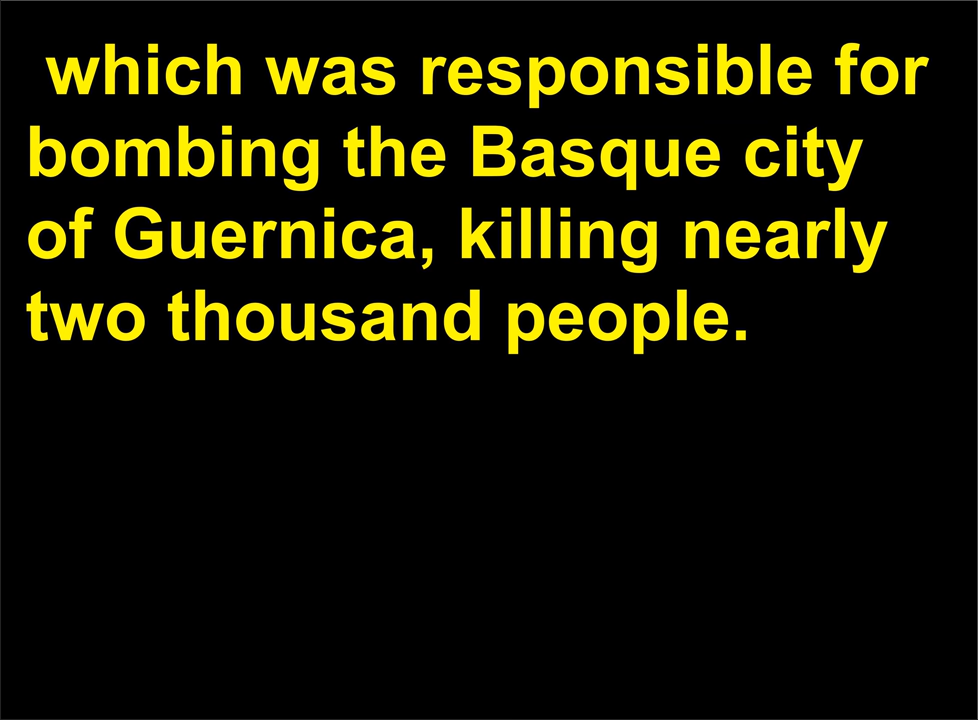 which was responsible for
bombing the Basque city
of Guernica, killing nearly
two thousand people.